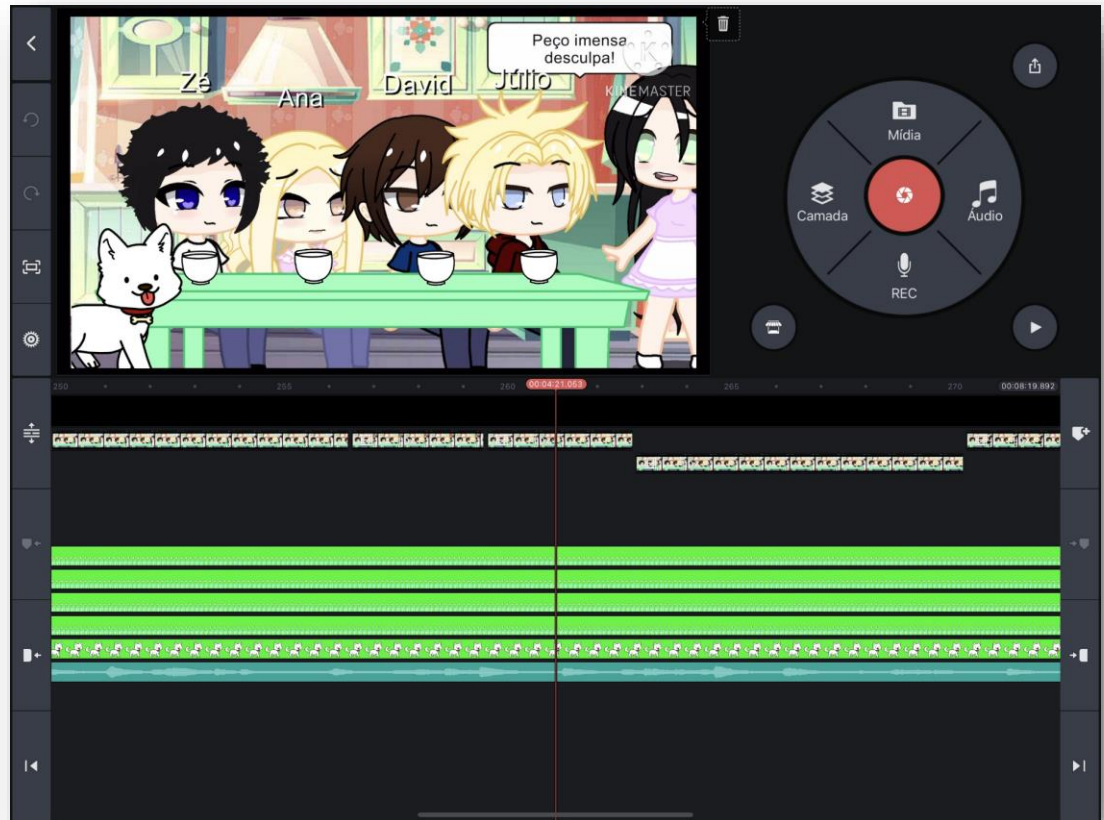 Peço imensa
desculpa!
Zé
Ana
David
Júlio
KINEMASTER
Mídia
Camada
Áudio
REC
250
255
260
00:04:21.053
265
270
00:08:19.892